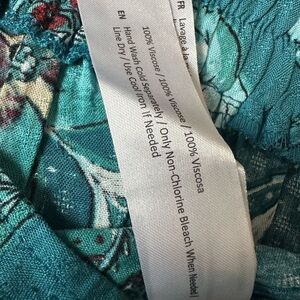 100% Viscose / 100% Viscose / 100% Viscosa
EN Hand Wash Cold Separately / Only Non-Chlorine Bleach When Needed /
Line Dry / Use Cool Iron If Needed
FR Lavage à la